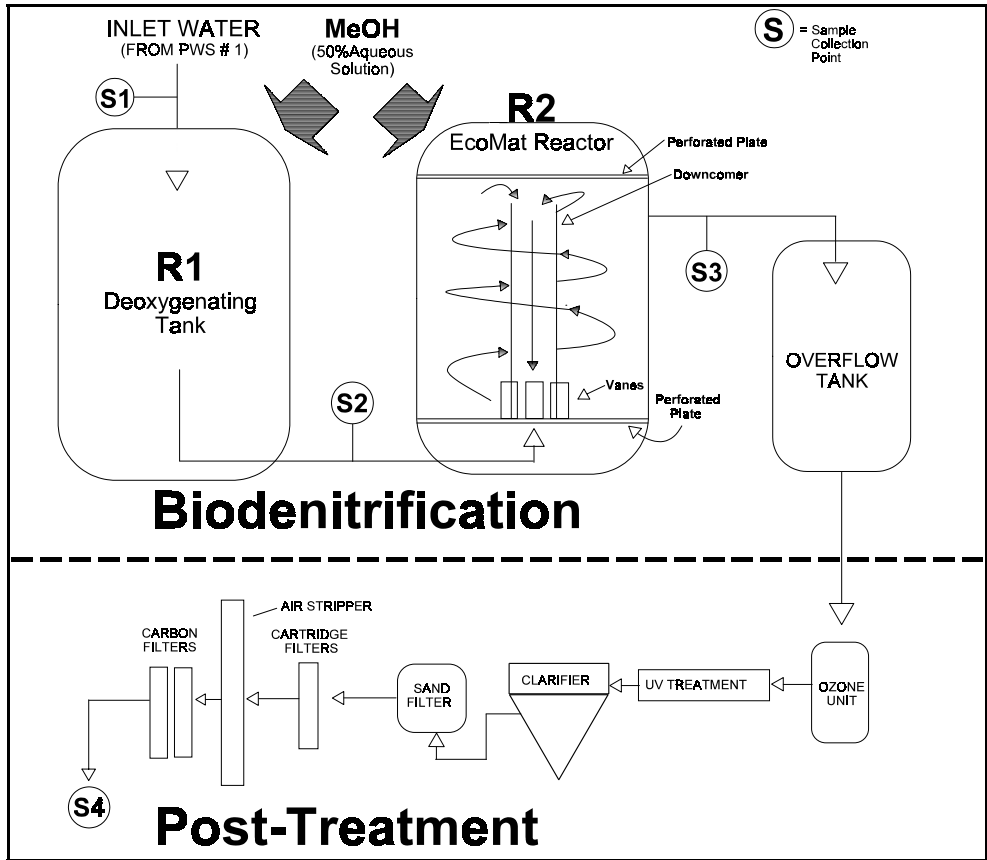 INLET WATER
(FROM PWS # 1)
MeOH
(50%Aqueous
Solution)
S
= Sample
Collection
Point
S1
R2
EcoMat Reactor
Perforated Plate
Downcomer
R1
Deoxygenating
Tank
S3
OVERFLOW
TANK
S2
Vanes
Perforated
Plate
Biodenitrification
AIR STRIPPER
CARBON
FILTERS
CARTRIDGE
FILTERS
SAND
FILTER
CLARIFIER
UV TREATMENT
OZONE
UNIT
S4
Post-Treatment